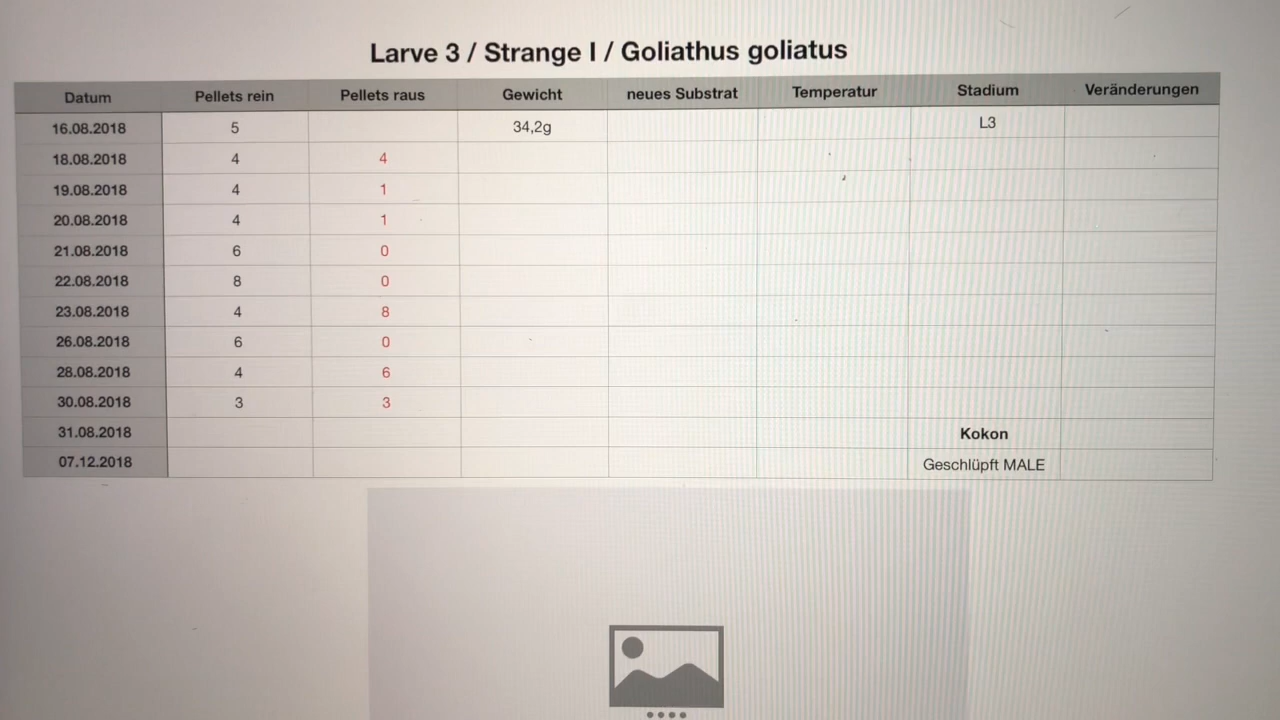 Larve 3 / Strange I / Goliathus goliatus
Datum Pellets rein Pellets raus Gewicht neues Substrat Temperatur Stadium Veränderungen
16.08.2018 5 34,2g L3
18.08.2018 4 4
19.08.2018 4 1
20.08.2018 4 1
21.08.2018 6 0
22.08.2018 8 0
23.08.2018 4 8
26.08.2018 6 0
28.08.2018 4 6
30.08.2018 3 3
31.08.2018 Kokon
07.12.2018 Geschlüpft MALE